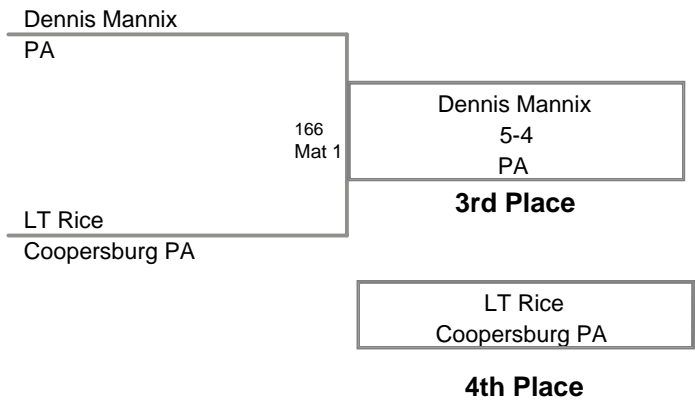 Dennis Mannix
PA
Dennis Mannix
5-4
PA
166
Mat 1
3rd Place
LT Rice
Coopersburg PA
LT Rice
Coopersburg PA
4th Place